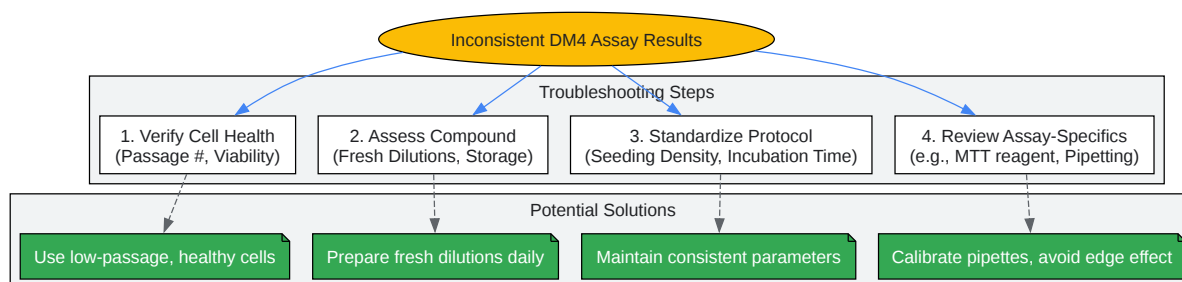 Inconsistent DM4 Assay Results
Troubleshooting Steps
1. Verify Cell Health
(Passage #, Viability)
2. Assess Compound
(Fresh Dilutions, Storage)
3. Standardize Protocol
(Seeding Density, Incubation Time)
4. Review Assay-Specifics
(e.g., MTT reagent, Pipetting)
Potential Solutions
Use low-passage, healthy cells
Prepare fresh dilutions daily
Maintain consistent parameters
Calibrate pipettes, avoid edge effect